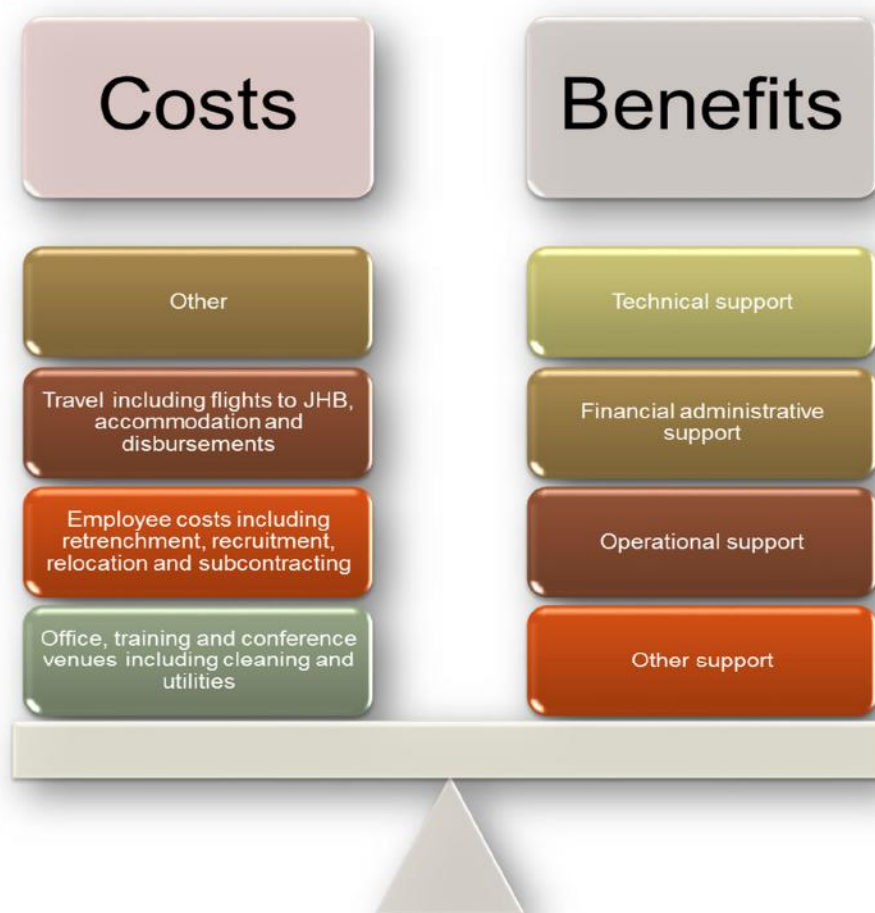 Costs
Other
Travel including flights to JHB,
accommodation and
disbursements
Employee costs including
retrenchment, recruitment,
relocation and subcontracting
Office, training and conference
venues including cleaning and
utilities
Benefits
Technical support
Financial administrative
support
Operational support
Other support